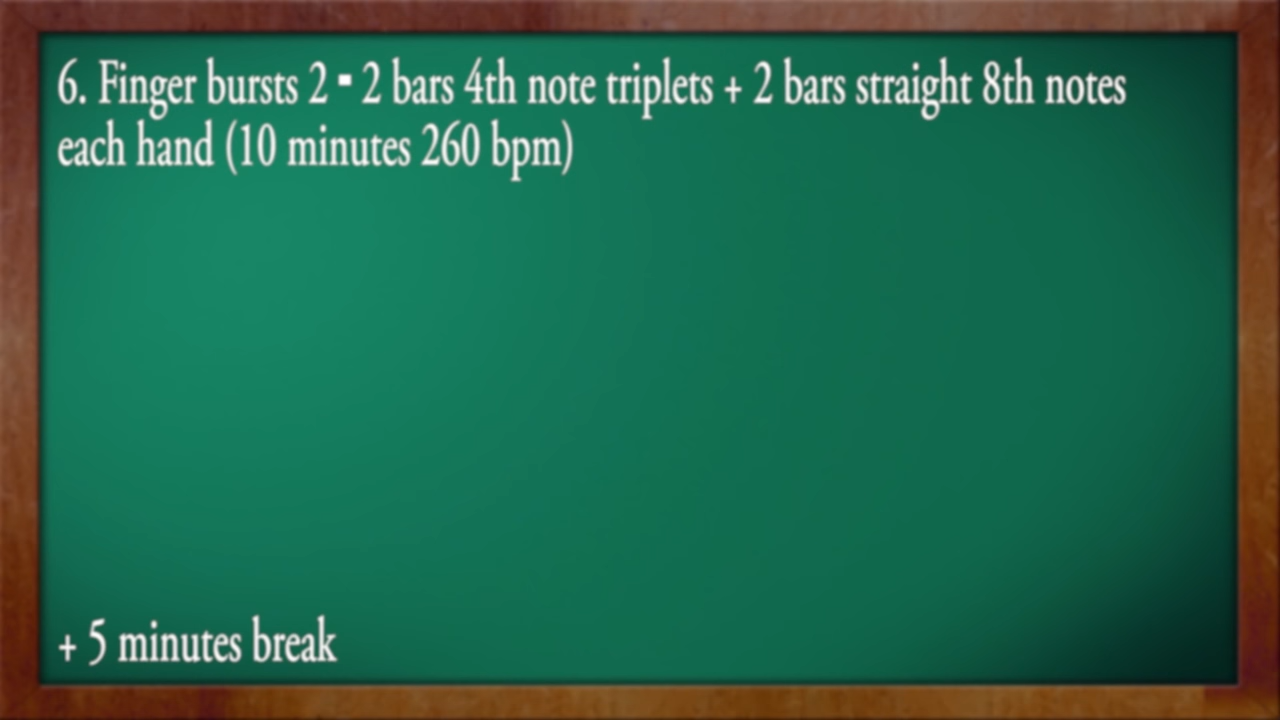 6. Finger bursts 2 ▪ 2 bars 4th note triplets + 2 bars straight 8th notes
each hand (10 minutes 260 bpm)
+ 5 minutes break